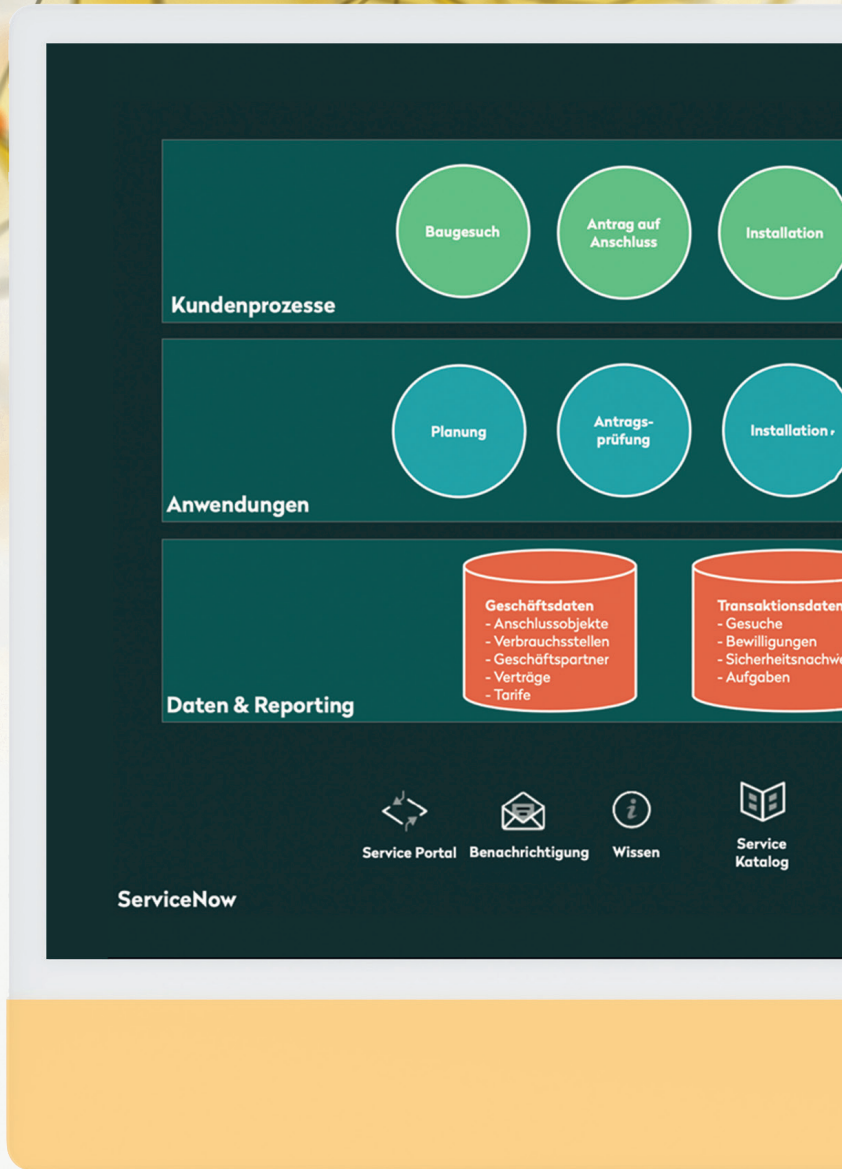 Baugesuch
Antrag auf
Anschluss
Installation
Kundenprozesse
Planung
Antrags-
prüfung
Installation
Anwendungen
Geschäftsdaten
- Anschlussobjekte
- Verbrauchsstellen
- Geschäftspartner
- Verträge
- Tarife
Transaktionsdaten
- Gesuche
- Bewilligungen
- Sicherheitsnachwe
- Aufgaben
Daten & Reporting
Service Portal
Benachrichtigung
Wissen
Service
Katalog
ServiceNow